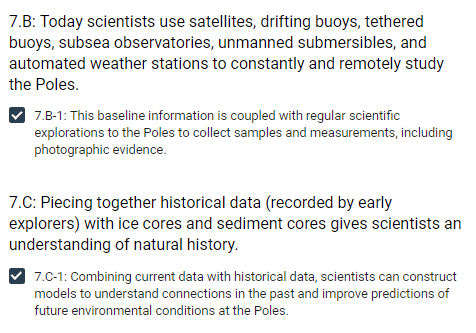 7.B: Today scientists use satellites, drifting buoys, tethered
buoys, subsea observatories, unmanned submersibles, and
automated weather stations to constantly and remotely study
the Poles.
7.B-1: This baseline information is coupled with regular scientific
explorations to the Poles to collect samples and measurements, including
photographic evidence.
7.C: Piecing together historical data (recorded by early
explorers) with ice cores and sediment cores gives scientists an
understanding of natural history.
7.C-1: Combining current data with historical data, scientists can construct
models to understand connections in the past and improve predictions of
future environmental conditions at the Poles.